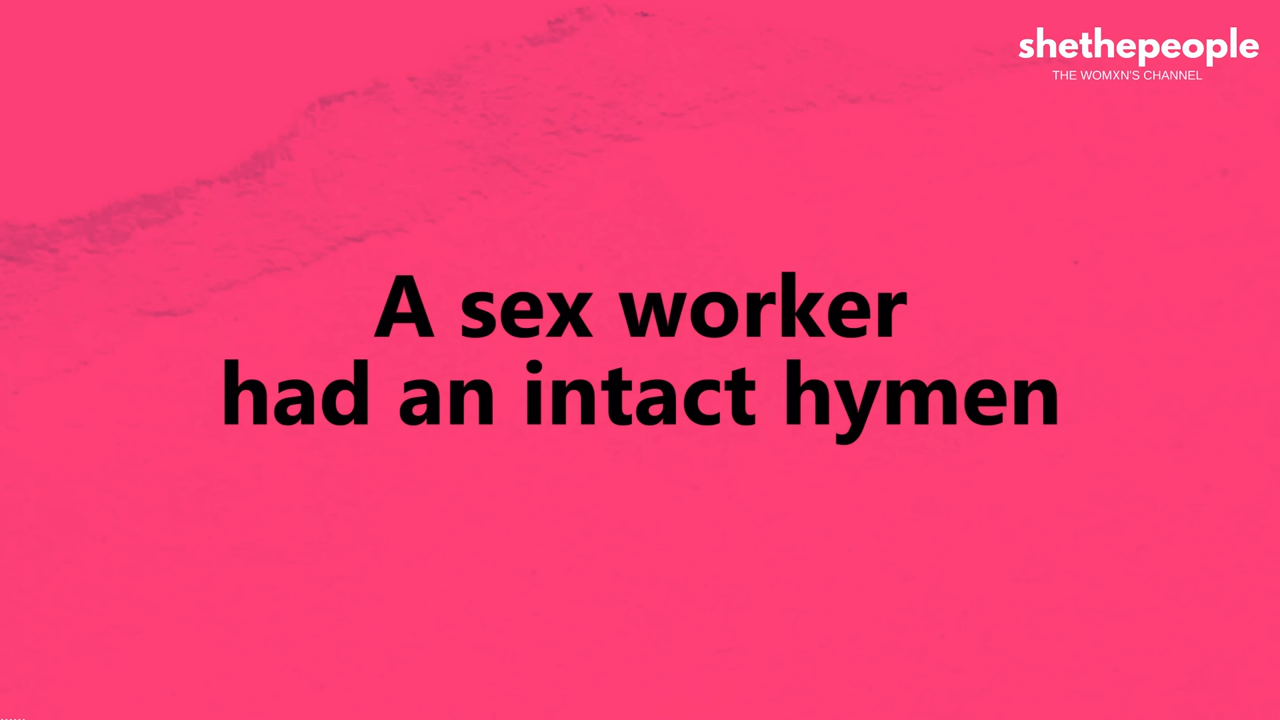 shethepeople
THE WOMXN'S CHANNEL
A sex worker
had an intact hymen